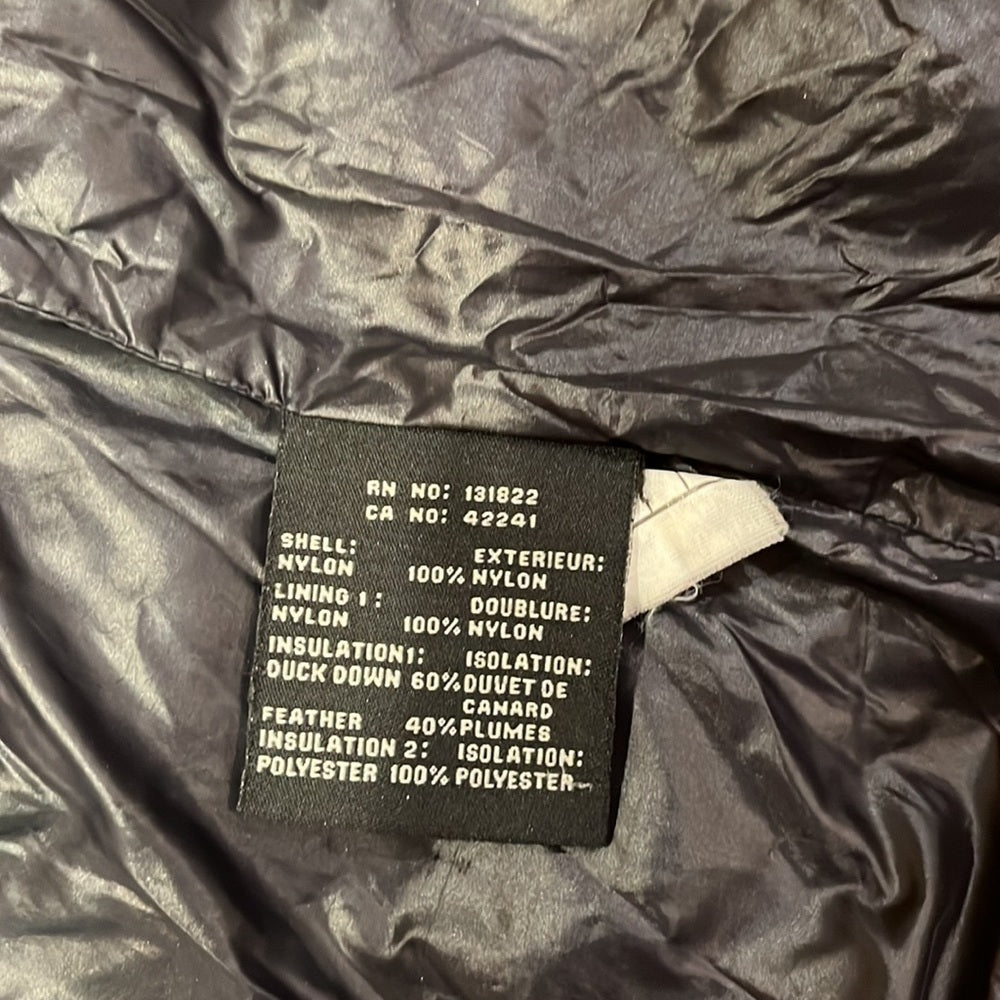 RN NO: 131822
CA NO: 42241
SHELL: EXTERIEUR:
NYLON 100% NYLON
LINING 1: DOUBLURE:
NYLON 100% NYLON
INSULATION1: ISOLATION:
DUCK DOWN 60% DUVET DE
CANARD
FEATHER 40% PLUMES
INSULATION 2: ISOLATION:
POLYESTER 100% POLYESTER